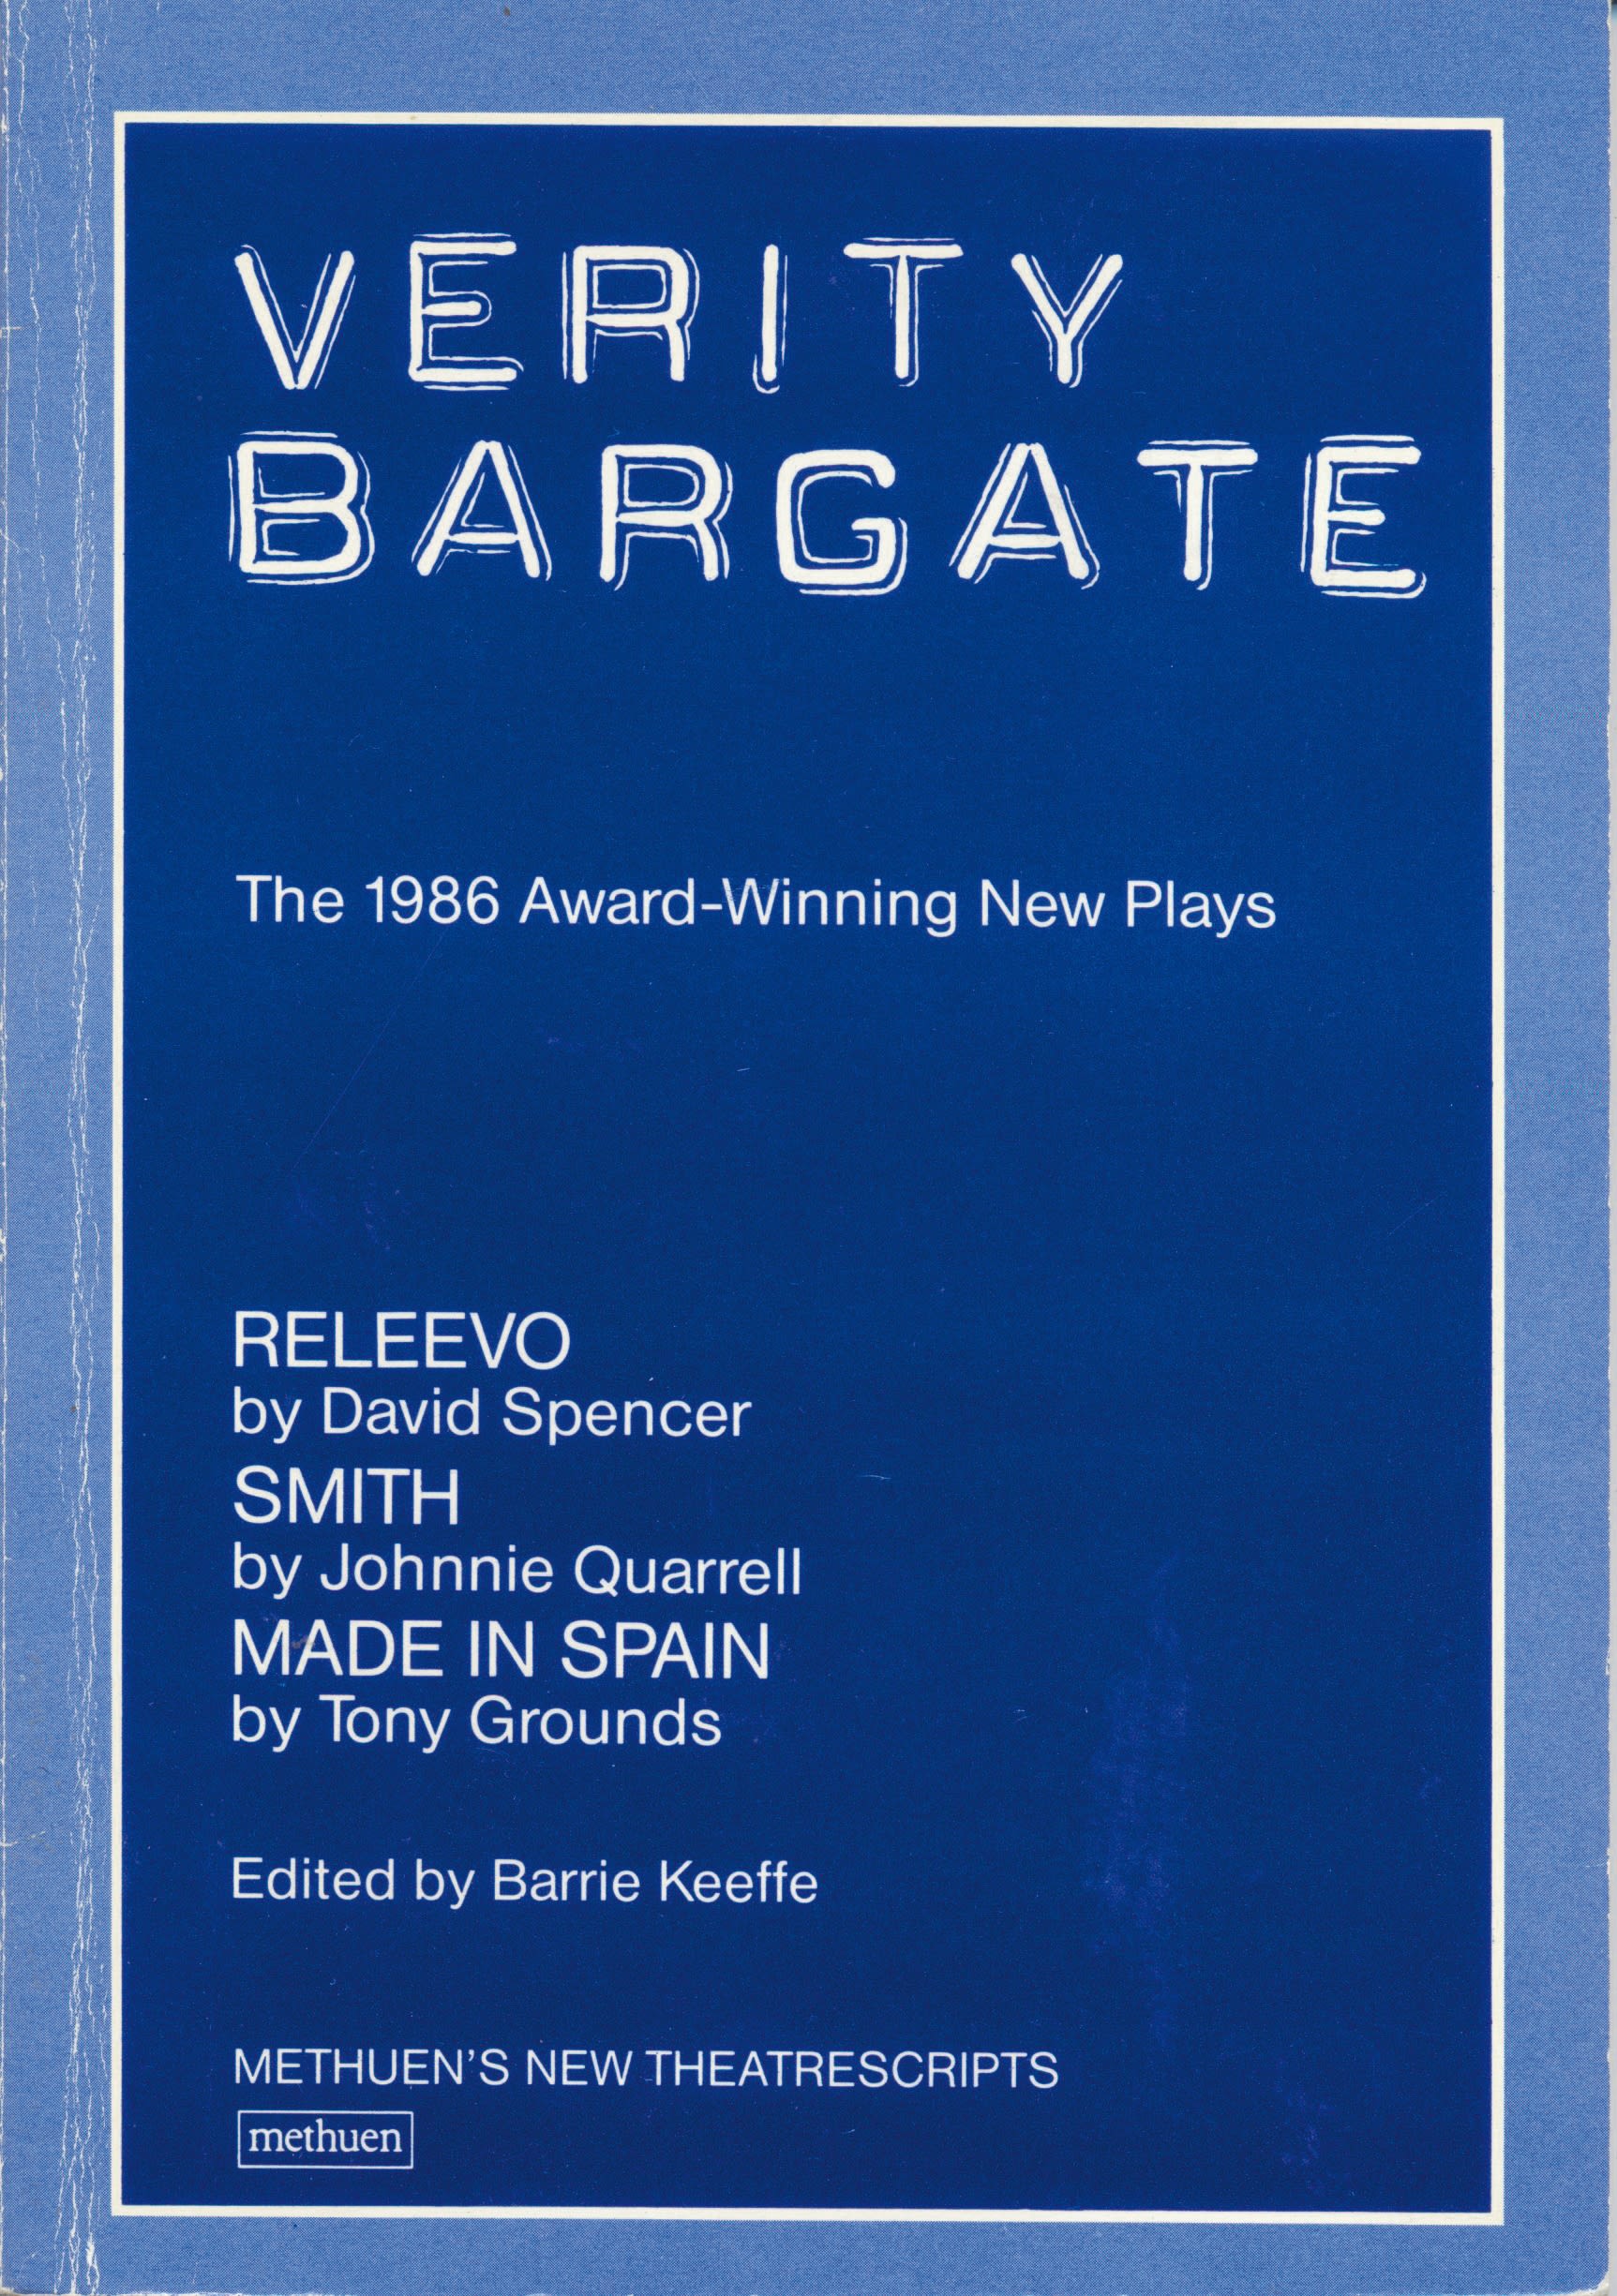 VERITY
BARGATE
The 1986 Award-Winning New Plays
RELEEVO
by David Spencer
SMITH
by Johnnie Quarrell
MADE IN SPAIN
by Tony Grounds
Edited by Barrie Keeffe
METHUEN'S NEW THEATRESCRIPTS
methuen